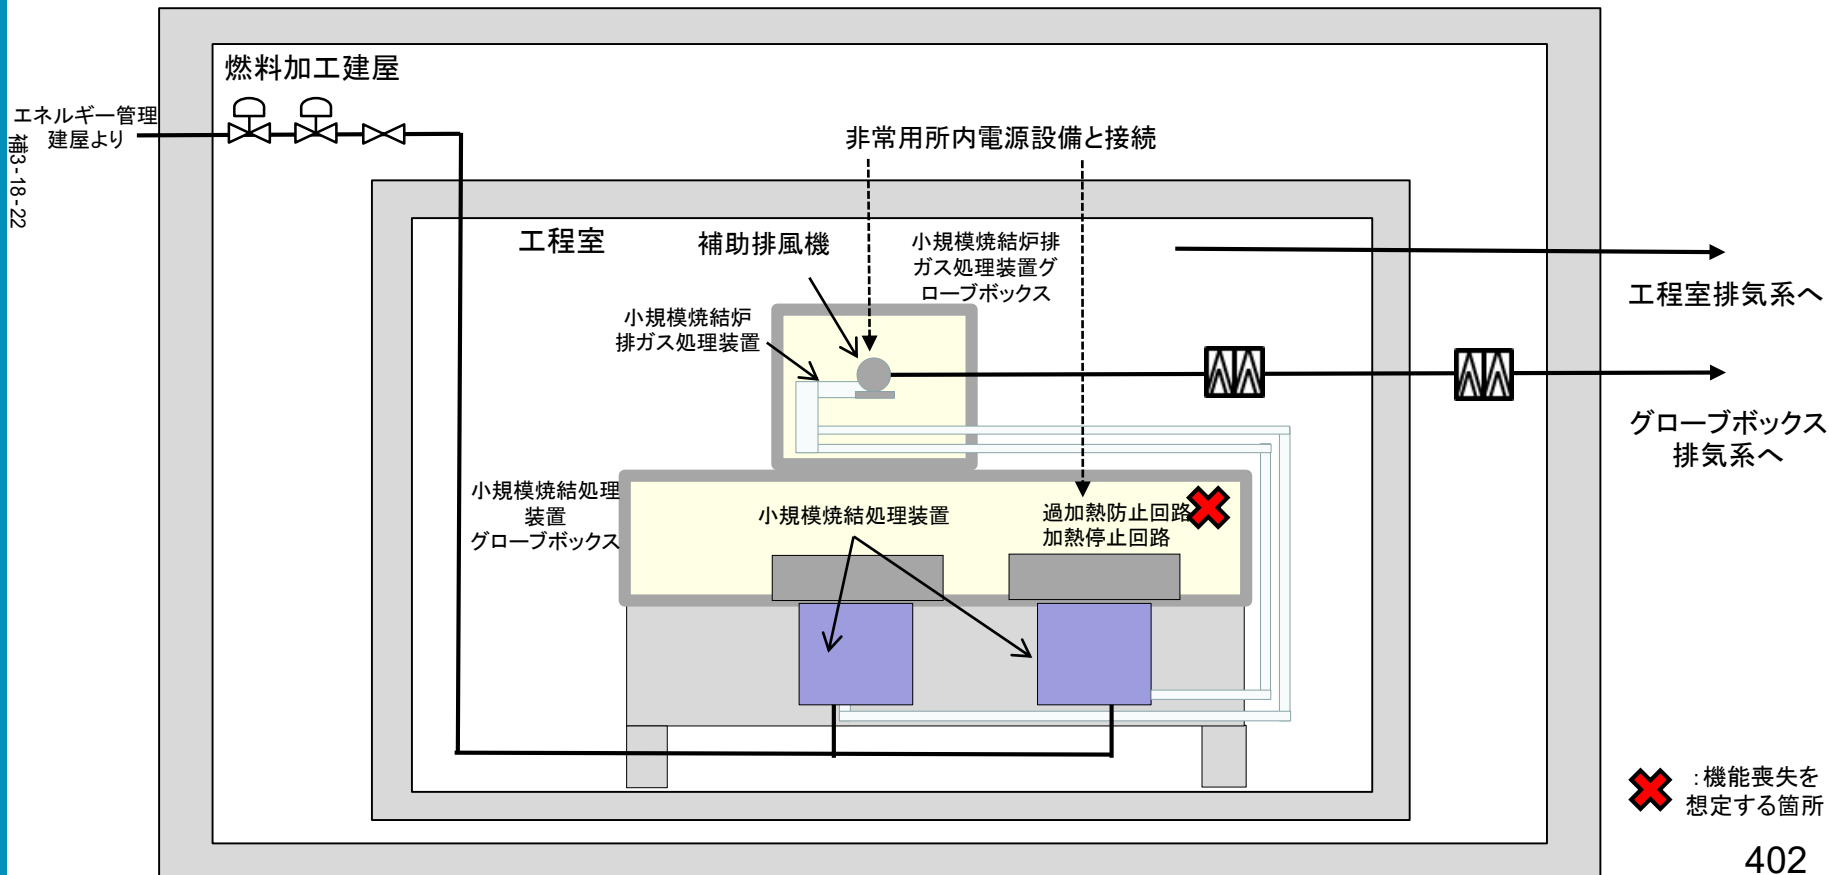 燃料加工建屋
エネルギー管理
建屋より
補3-18-22
非常用所内電源設備と接続
工程室
補助排風機
小規模焼結炉排
ガス処理装置グ
ローブボックス
小規模焼結炉
排ガス処理装置
工程室排気系へ
グローブボックス
排気系へ
小規模焼結処理
装置
グローブボックス
小規模焼結処理装置
過加熱防止回路
加熱停止回路
:機能喪失を
想定する箇所
402